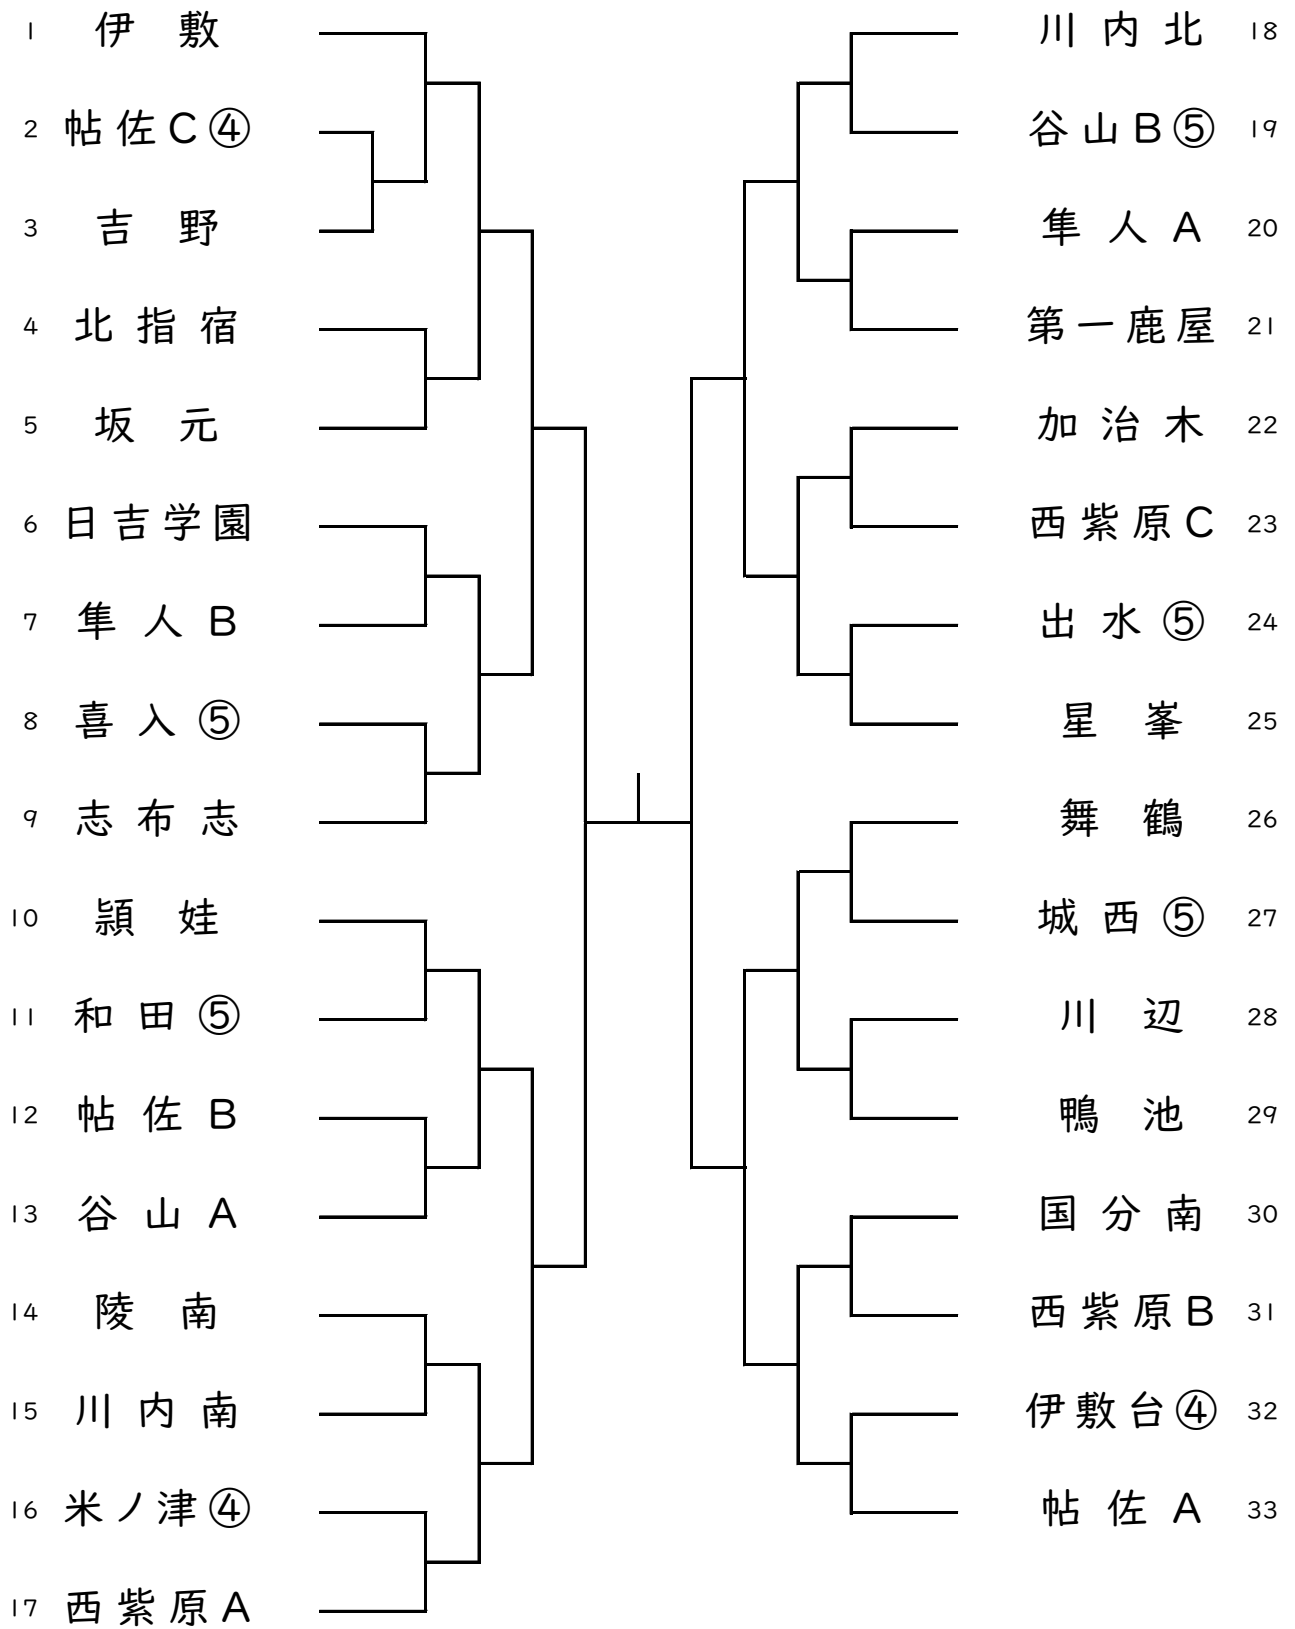 1 伊敷
2 帖佐C④
3 吉野
4 北指宿
5 坂元
6 日吉学園
7 隼人B
8 喜入⑤
9 志布志
10 頴娃
11 和田⑤
12 帖佐B
13 谷山A
14 陵南
15 川内南
16 米ノ津④
17 西紫原A
川内北 18
谷山B⑤ 19
隼人A 20
第一鹿屋 21
加治木 22
西紫原C 23
出水⑤ 24
星峯 25
舞鶴 26
城西⑤ 27
川辺 28
鴨池 29
国分南 30
西紫原B 31
伊敷台④ 32
帖佐A 33